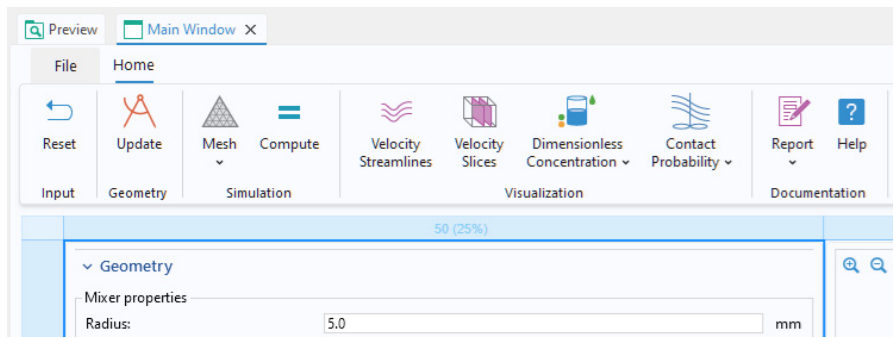 Preview Main Window X
File Home
Reset Update Mesh Compute Velocity Streamlines Velocity Slices Dimensionless Concentration Contact Probability Report Help
Input Geometry Simulation Visualization Documentation
50 (25%)
Geometry
Mixer properties
Radius: 5.0 mm